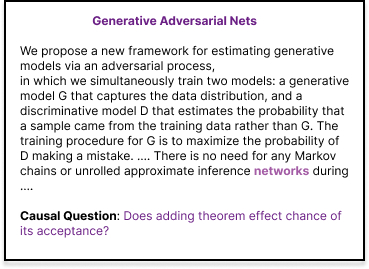 Generative Adversarial Nets
We propose a new framework for estimating generative
models via an adversarial process,
in which we simultaneously train two models: a generative
model G that captures the data distribution, and a
discriminative model D that estimates the probability that
a sample came from the training data rather than G. The
training procedure for G is to maximize the probability of
D making a mistake. .... There is no need for any Markov
chains or unrolled approximate inference networks during
....
Causal Question: Does adding theorem effect chance of
its acceptance?